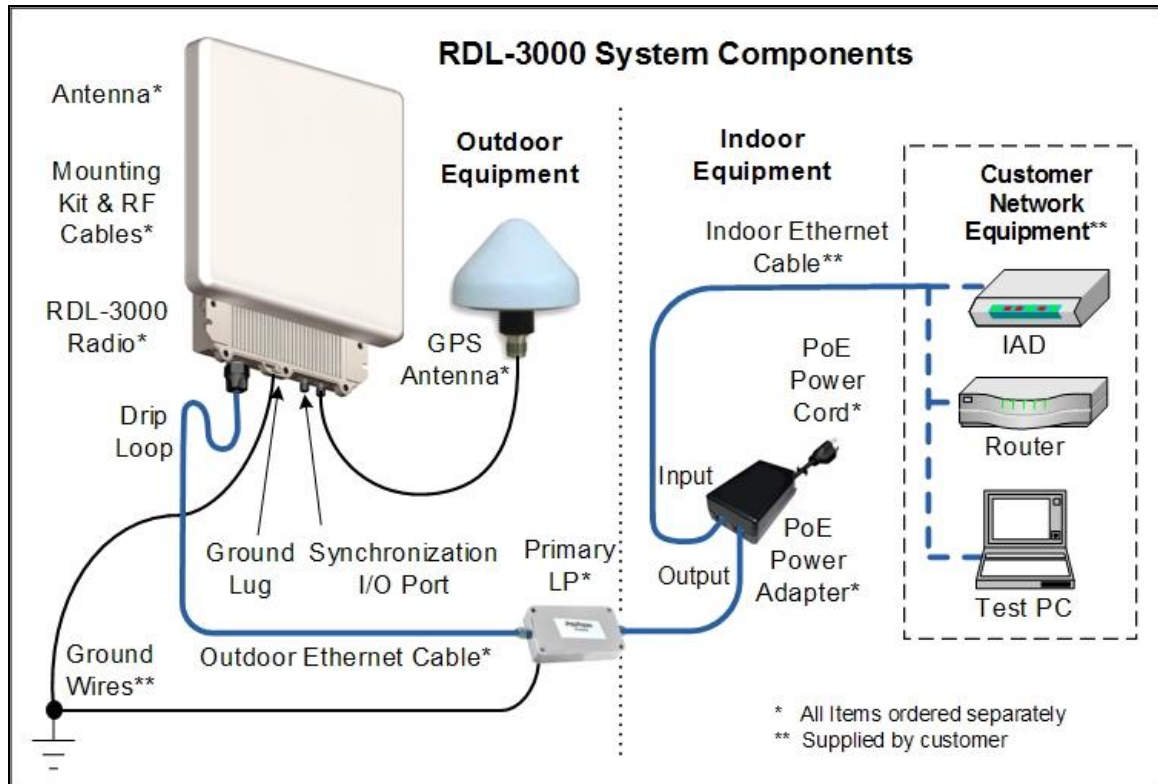 RDL-3000 System Components
Antenna*
Mounting
Kit & RF
Cables*
RDL-3000
Radio*
Drip
Loop
Outdoor
Equipment
GPS
Antenna*
Ground
Lug
Synchronization
I/O Port
Primary
LP*
Outdoor Ethernet Cable*
Ground
Wires**
Indoor
Equipment
Indoor Ethernet
Cable**
PoE
Power
Cord*
Input
Output
PoE
Power
Adapter*
Customer
Network
Equipment**
IAD
Router
Test PC
* All Items ordered separately
** Supplied by customer